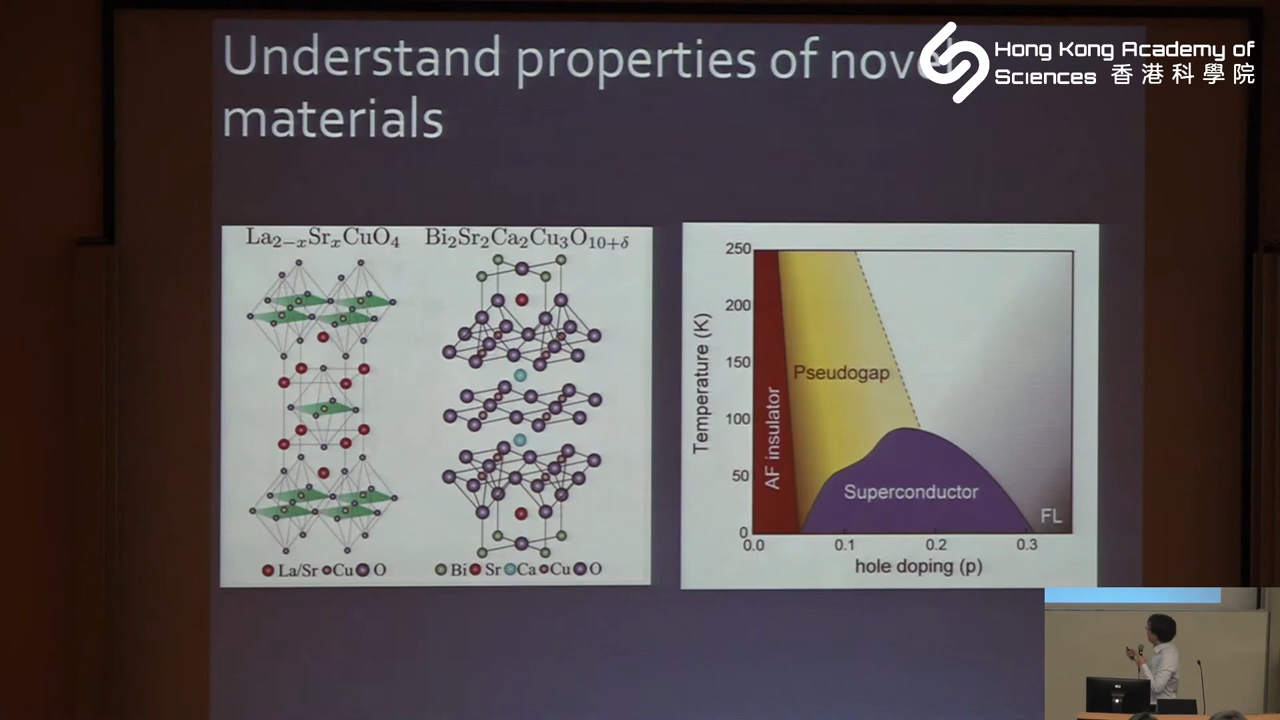 Understand properties of novel
materials
Hong Kong Academy of
Sciences 香港科學院
La₂₋ₓSrₓCuO₄
Bi₂Sr₂Ca₂Cu₃O₁₀₊δ
La/Sr Cu O
Bi Sr Ca Cu O
250
200
150
100
50
0
Temperature (K)
AF insulator
Pseudogap
Superconductor
FL
0.0 0.1 0.2 0.3
hole doping (p)